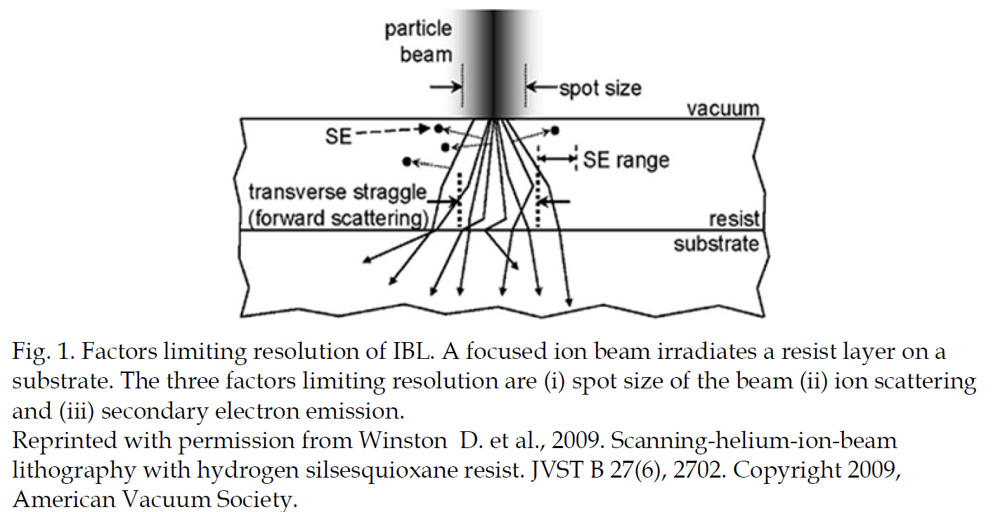 particle
beam
spot size
vacuum
SE
SE range
transverse straggle
(forward scattering)
resist
substrate
Fig. 1. Factors limiting resolution of IBL. A focused ion beam irradiates a resist layer on a
substrate. The three factors limiting resolution are (i) spot size of the beam (ii) ion scattering
and (iii) secondary electron emission.
Reprinted with permission from Winston D. et al., 2009. Scanning-helium-ion-beam
lithography with hydrogen silsesquioxane resist. JVST B 27(6), 2702. Copyright 2009,
American Vacuum Society.